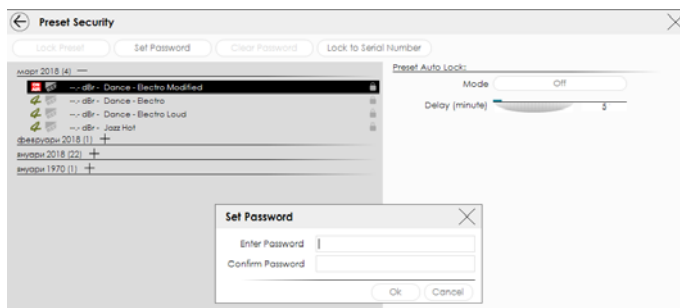 Preset Security
Lock Preset Set Password Clear Password Lock to Serial Number
март 2018 (4)
--.- dBr - Dance - Electro Modified
--.- dBr - Dance - Electro
--.- dBr - Dance - Electro Loud
--.- dBr - Jazz Hot
февруари 2018 (1)
януари 2018 (22)
януари 1970 (1)
Preset Auto Lock:
Mode Off
Delay (minute) 5
Set Password
Enter Password
Confirm Password
Ok Cancel